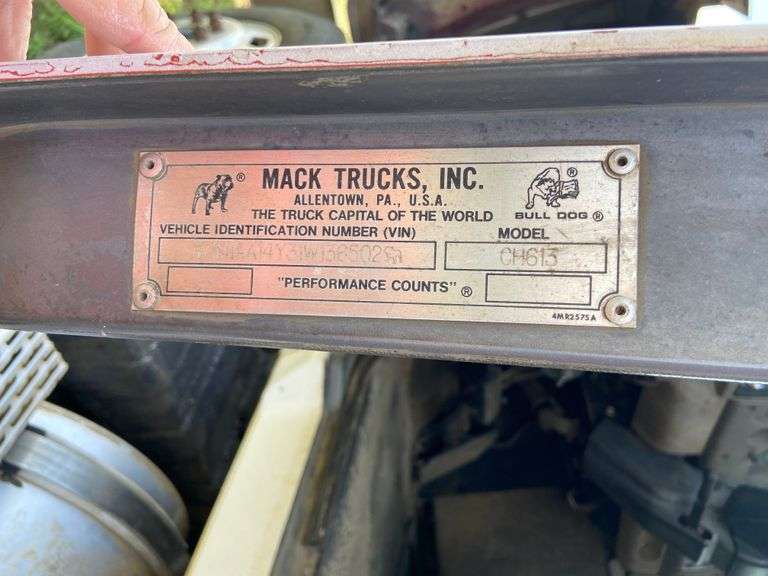 MACK TRUCKS, INC.
ALLENTOWN, PA., U.S.A.
THE TRUCK CAPITAL OF THE WORLD
BULL DOG ®
VEHICLE IDENTIFICATION NUMBER (VIN)
MODEL
CH613
"PERFORMANCE COUNTS" ®
4MR2575A